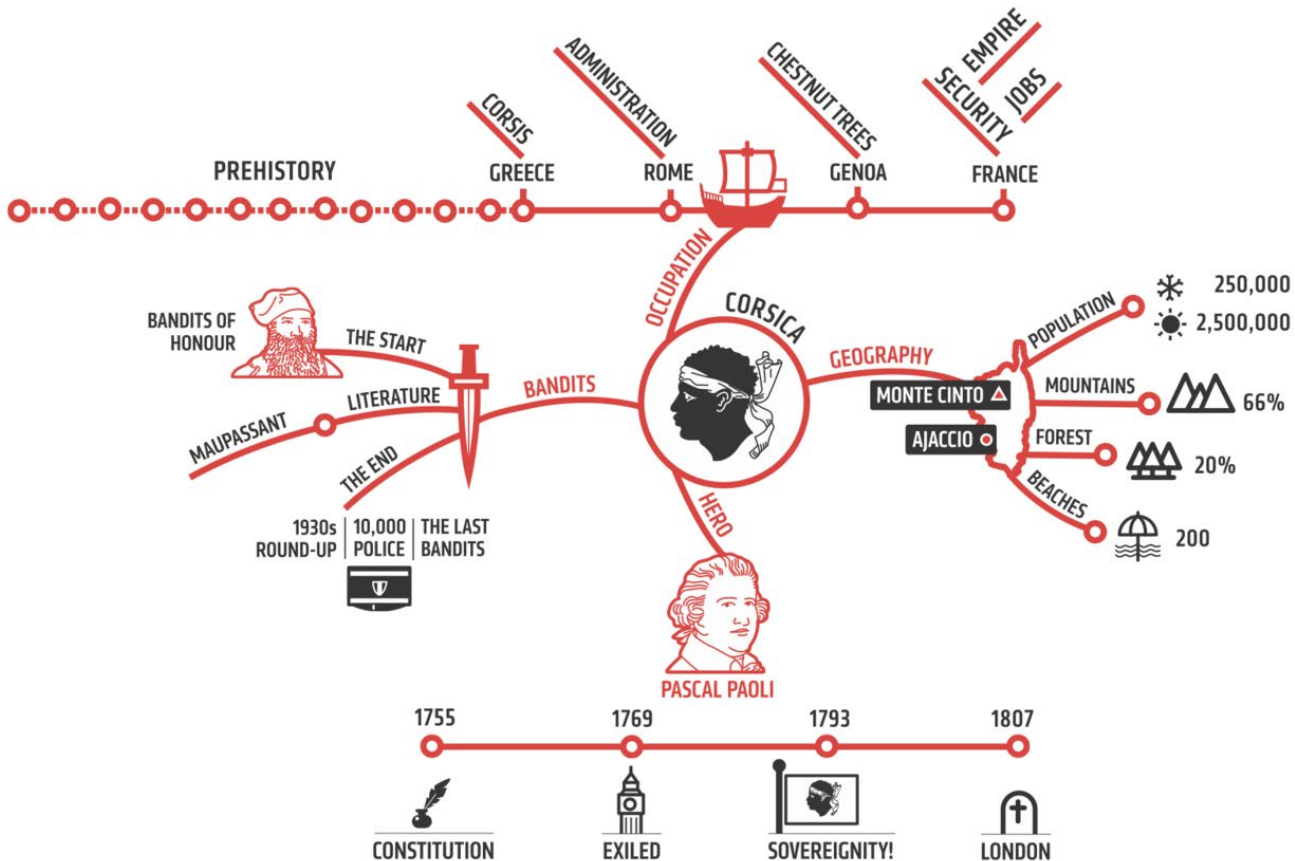 EMPIRE
SECURITY
JOBS
ADMINISTRATION
CHESTNUT TREES
CORSIS
PREHISTORY
GREECE
ROME
GENOA
FRANCE
OCCUPATION
CORSICA
BANDITS OF
HONOUR
THE START
LITERATURE
MAUPASSANT
THE END
BANDITS
1930s
ROUND-UP
10,000
POLICE
THE LAST
BANDITS
GEOGRAPHY
MONTE CINTO
AJACCIO
POPULATION
250,000
2,500,000
MOUNTAINS
66%
FOREST
20%
BEACHES
200
HERO
PASCAL PAOLI
1755
1769
1793
1807
CONSTITUTION
EXILED
SOVEREIGNITY!
LONDON